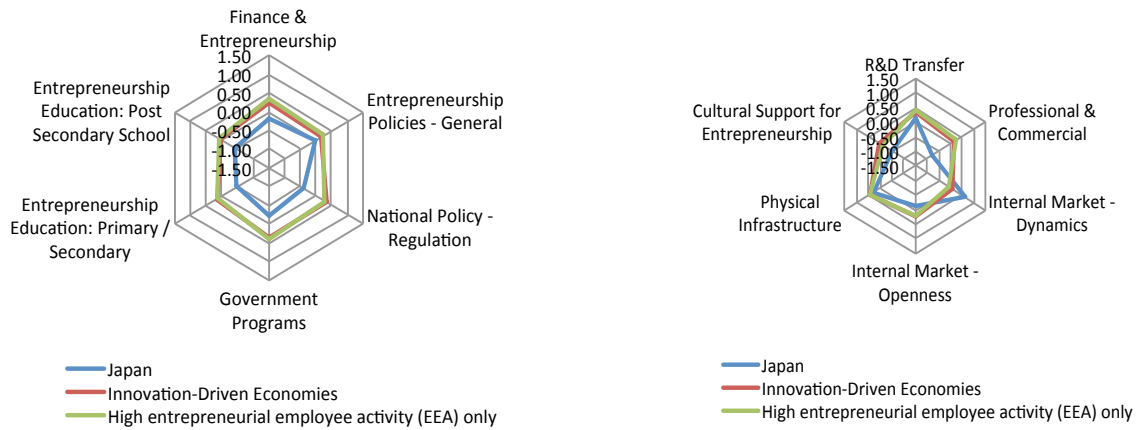 Finance &
Entrepreneurship
1.50
1.00
0.50
0.00
-0.50
-1.00
-1.50
Entrepreneurship
Policies - General
National Policy -
Regulation
Government
Programs
Entrepreneurship
Education: Primary /
Secondary
Entrepreneurship
Education: Post
Secondary School
Japan
Innovation-Driven Economies
High entrepreneurial employee activity (EEA) only
R&D Transfer
1.50
1.00
0.50
0.00
-0.50
-1.00
-1.50
Professional &
Commercial
Internal Market -
Dynamics
Internal Market -
Openness
Physical
Infrastructure
Cultural Support for
Entrepreneurship
Japan
Innovation-Driven Economies
High entrepreneurial employee activity (EEA) only